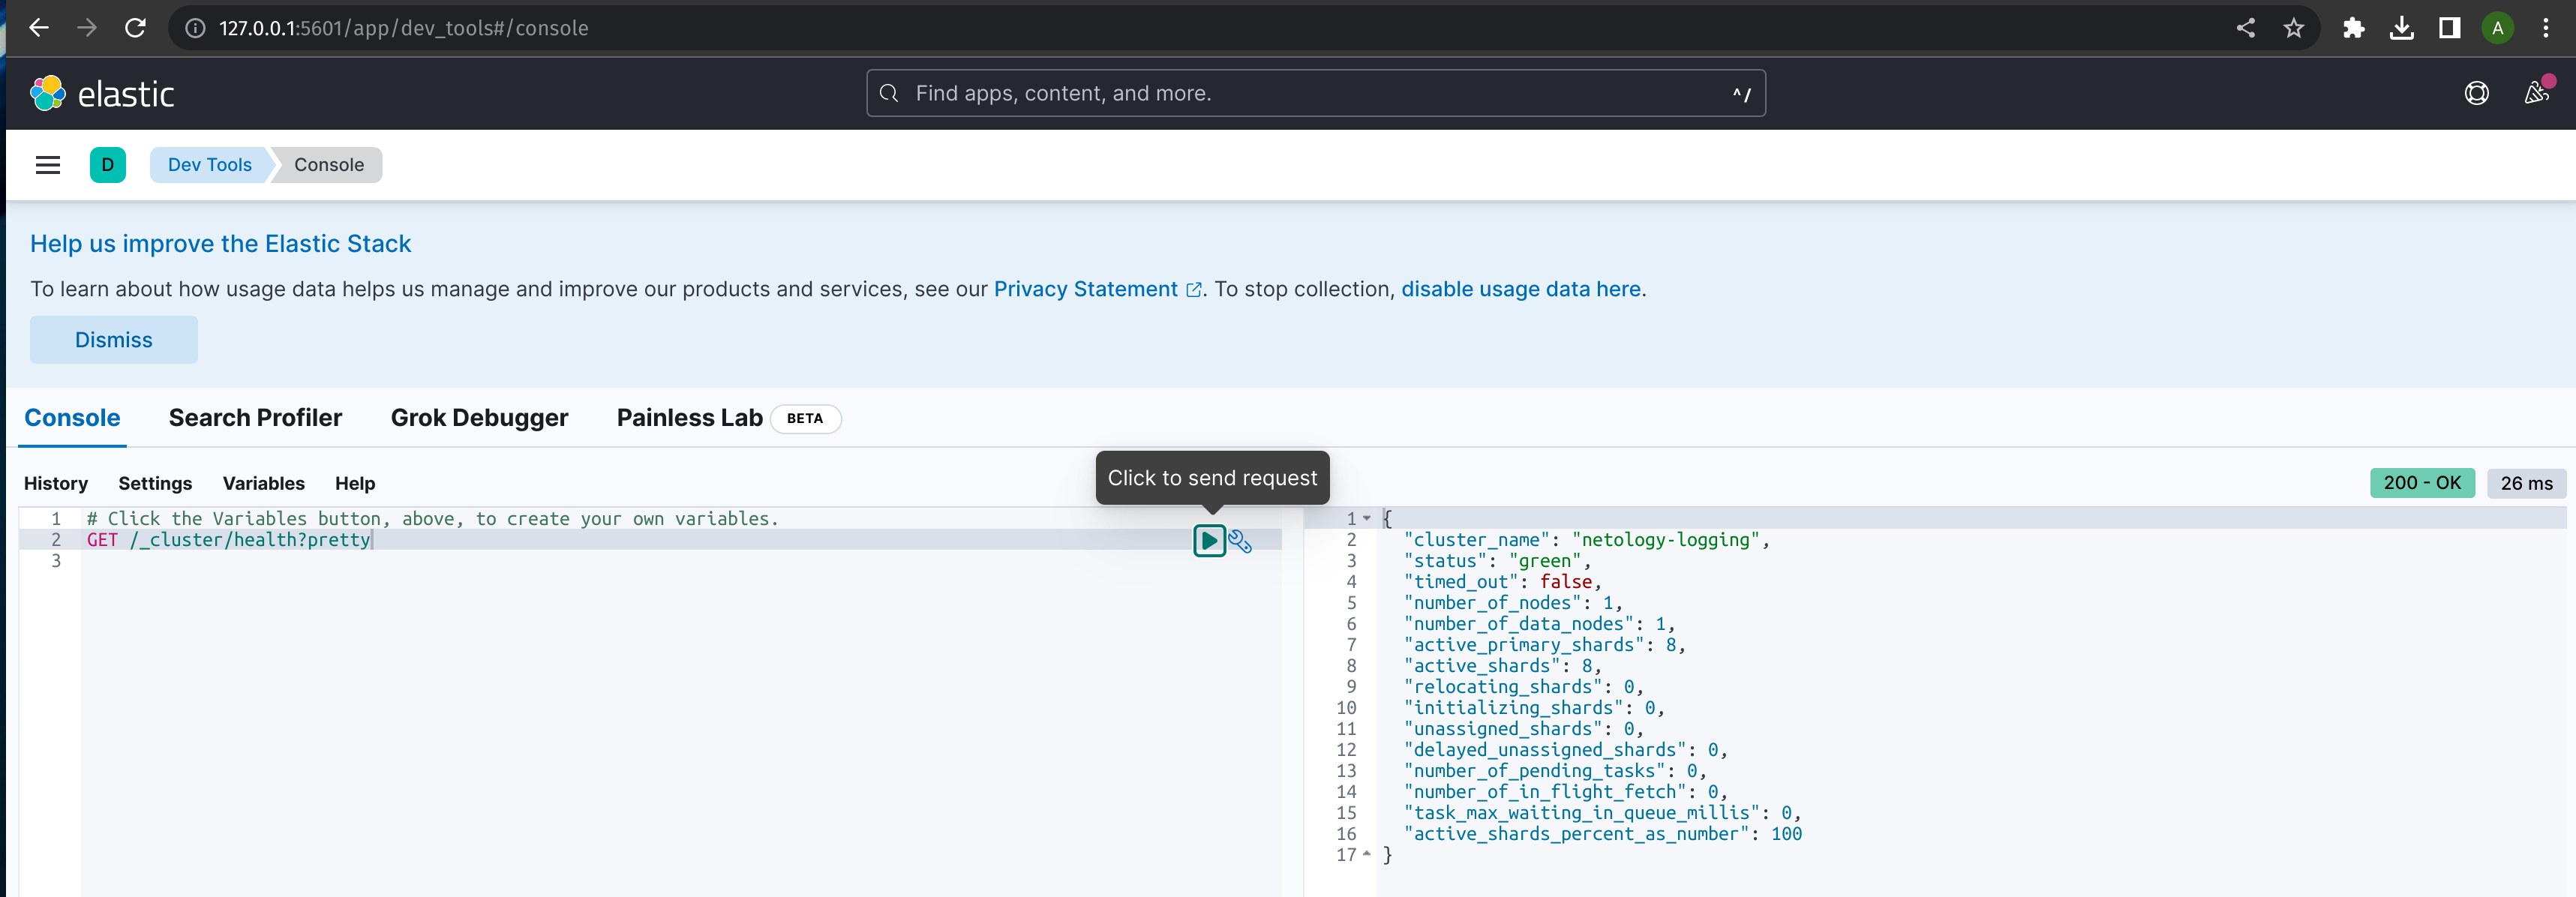 127.0.0.1:5601/app/dev_tools#/console
A
elastic
Find apps, content, and more.
^/
D
Dev Tools
Console
Help us improve the Elastic Stack
To learn about how usage data helps us manage and improve our products and services, see our Privacy Statement. To stop collection, disable usage data here.
Dismiss
Console
Search Profiler
Grok Debugger
Painless Lab
BETA
Click to send request
History
Settings
Variables
Help
200 - OK
26 ms
1 # Click the Variables button, above, to create your own variables.
2 GET /_cluster/health?pretty
3
1 {
2 "cluster_name": "netology-logging",
3 "status": "green",
4 "timed_out": false,
5 "number_of_nodes": 1,
6 "number_of_data_nodes": 1,
7 "active_primary_shards": 8,
8 "active_shards": 8,
9 "relocating_shards": 0,
10 "initializing_shards": 0,
11 "unassigned_shards": 0,
12 "delayed_unassigned_shards": 0,
13 "number_of_pending_tasks": 0,
14 "number_of_in_flight_fetch": 0,
15 "task_max_waiting_in_queue_millis": 0,
16 "active_shards_percent_as_number": 100
17 }